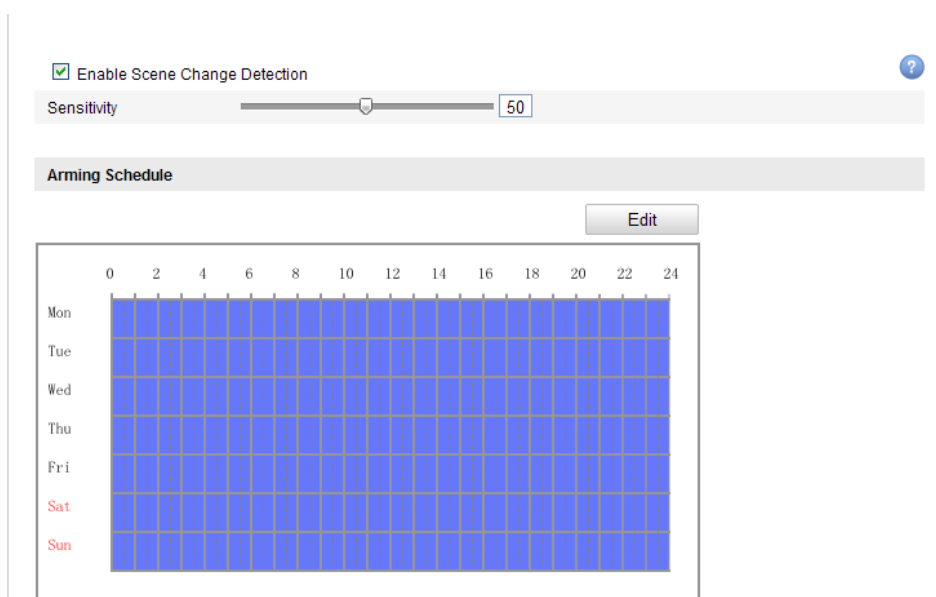 Enable Scene Change Detection
?
Sensitivity 50
Arming Schedule
Edit
0 2 4 6 8 10 12 14 16 18 20 22 24
Mon
Tue
Wed
Thu
Fri
Sat
Sun